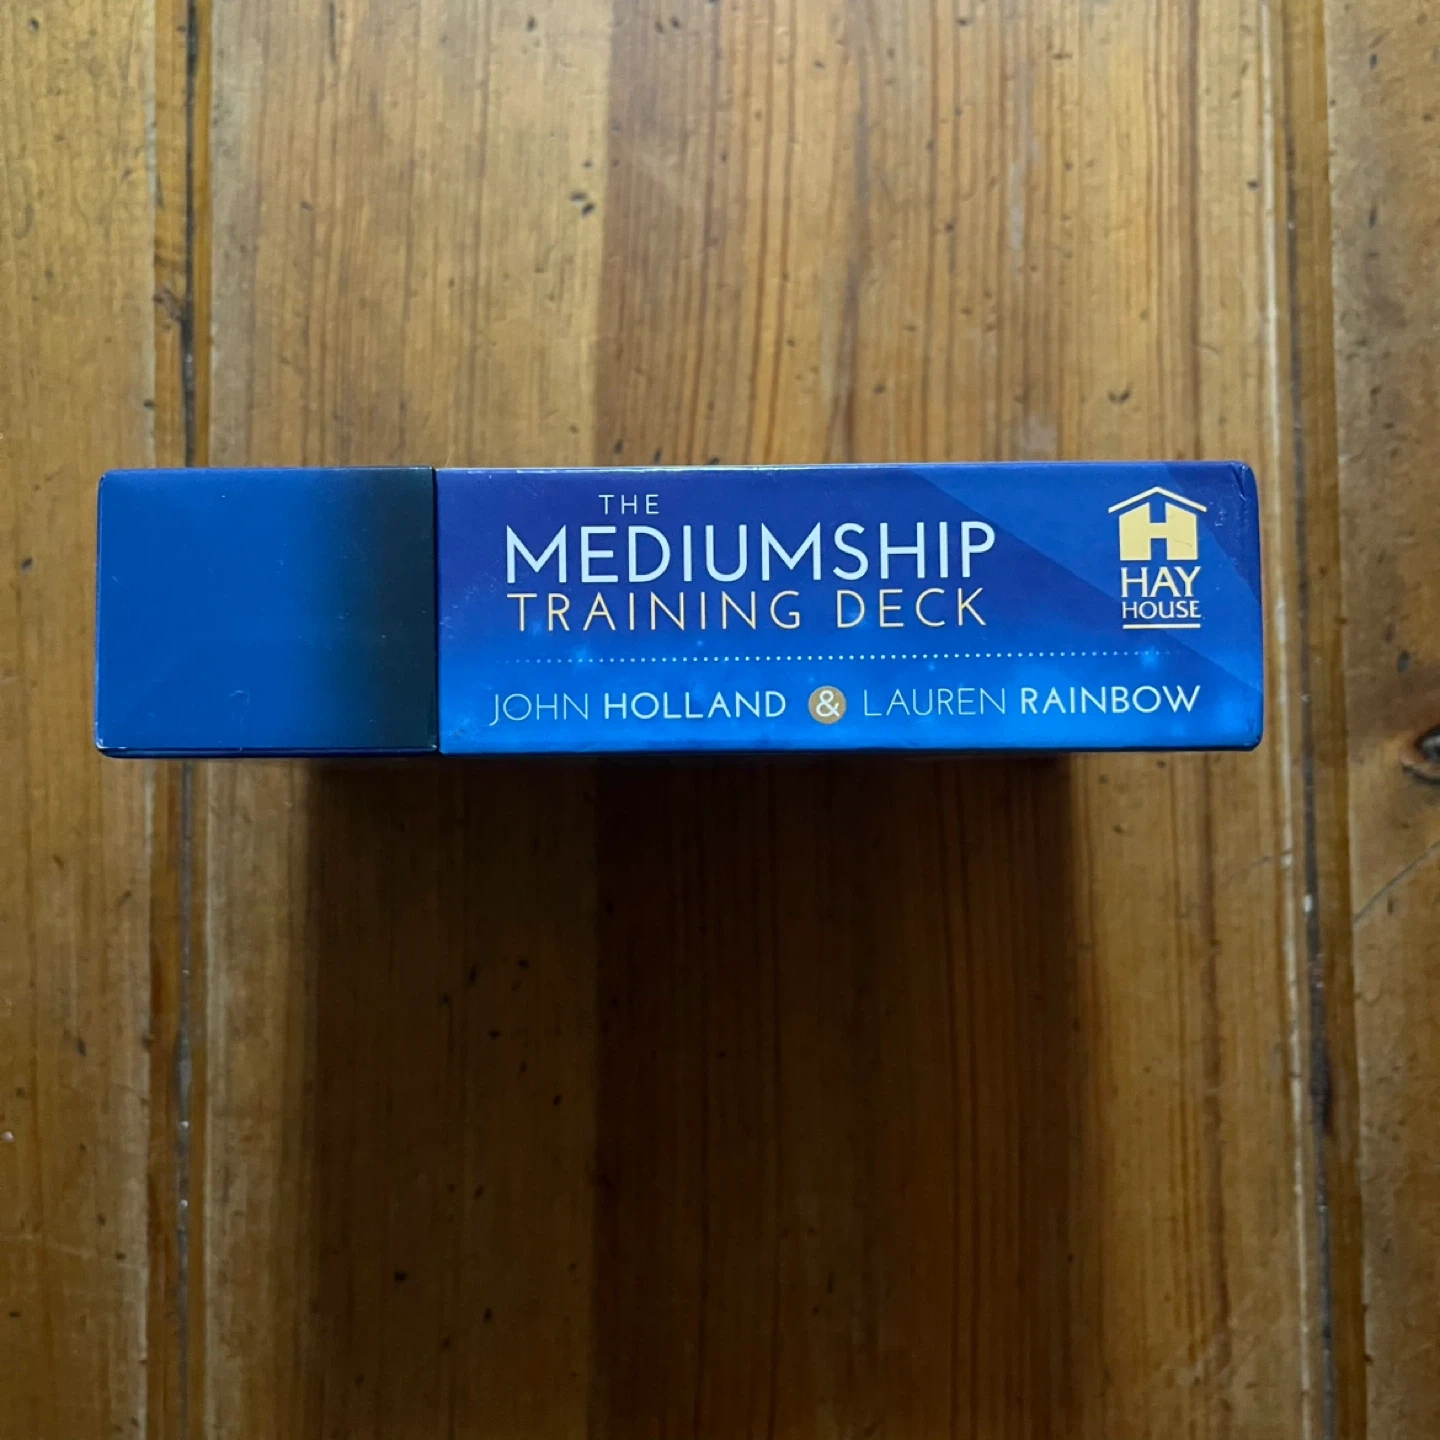 THE
MEDIUMSHIP
TRAINING DECK
JOHN HOLLAND & LAUREN RAINBOW
H
HAY
HOUSE